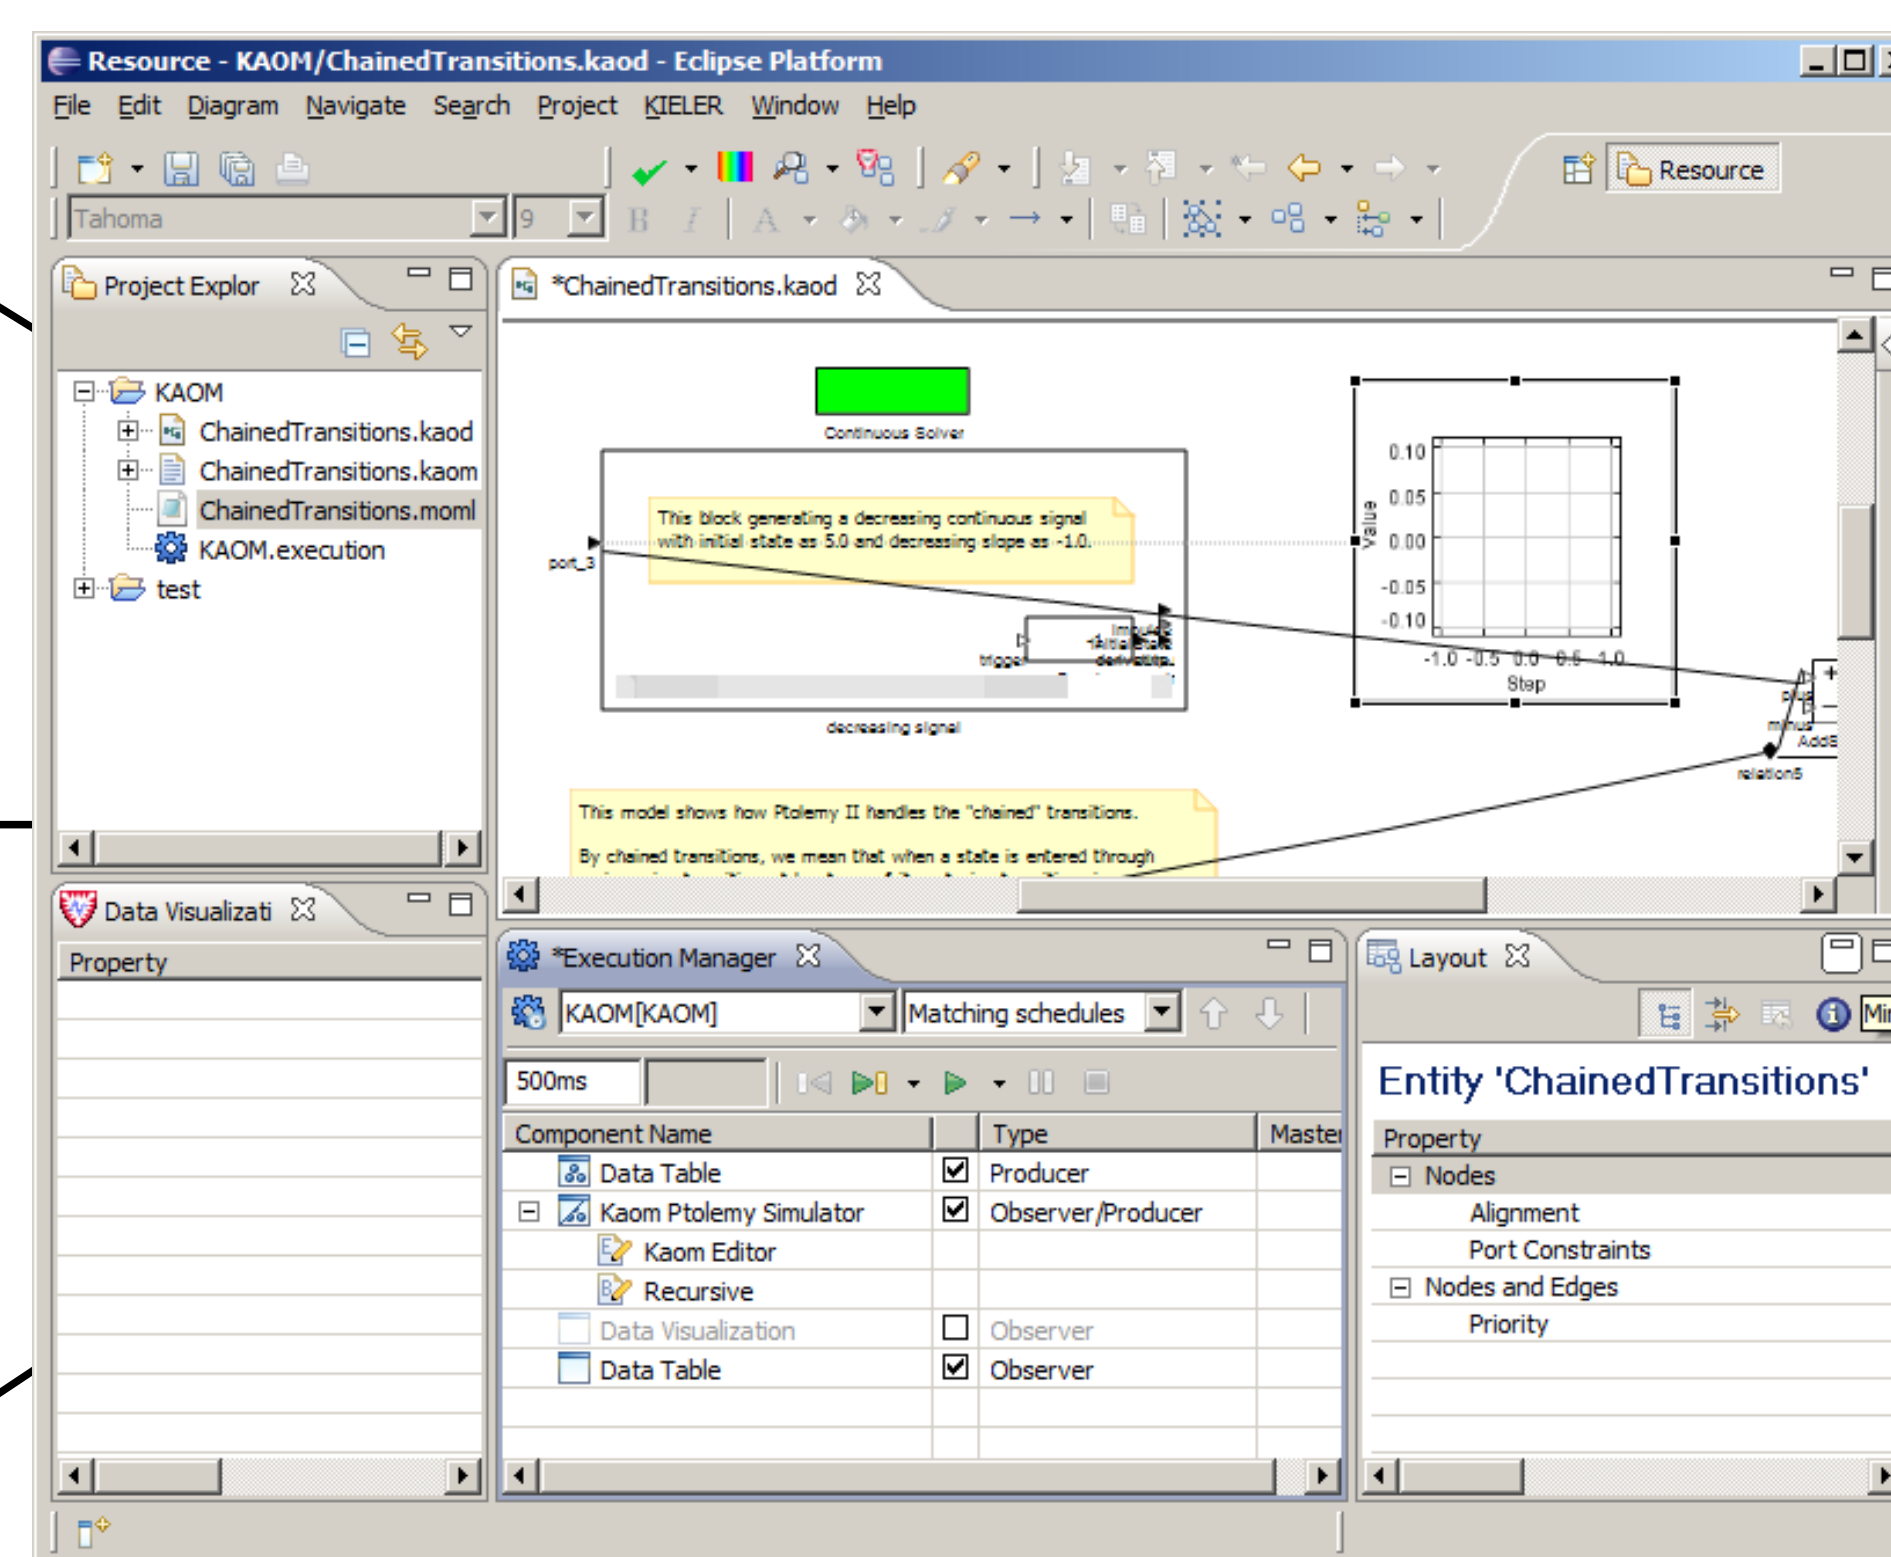 Resource - KAOM/ChainedTransitions.kaod - Eclipse Platform
File Edit Diagram Navigate Search Project KIELER Window Help
Resource
Tahoma 9 B I A
Project Explor
KAOM
ChainedTransitions.kaod
ChainedTransitions.kaom
ChainedTransitions.moml
KAOM.execution
test
*ChainedTransitions.kaod
Continuous Solver
This block generating a decreasing continuous signal
with initial state as 5.0 and decreasing slope as -1.0.
port_3
trigger
decreasing signal
0.10
0.05
0.00
-0.05
-0.10
Value
-1.0 -0.5 0.0 0.5 1.0
Step
plus
minus
relation5
This model shows how Ptolemy II handles the "chained" transitions.
By chained transitions, we mean that when a state is entered through
Data Visualizati
Property
*Execution Manager
KAOM[KAOM] Matching schedules
500ms
Component Name Type Master
Data Table Producer
Kaom Ptolemy Simulator Observer/Producer
Kaom Editor
Recursive
Data Visualization Observer
Data Table Observer
Layout
Entity 'ChainedTransitions'
Property
Nodes
Alignment
Port Constraints
Nodes and Edges
Priority